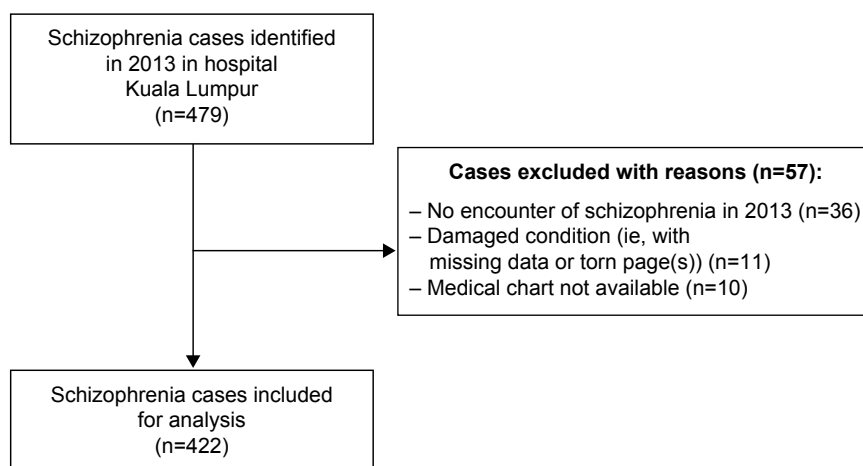 Schizophrenia cases identified
in 2013 in hospital
Kuala Lumpur
(n=479)
Cases excluded with reasons (n=57):
– No encounter of schizophrenia in 2013 (n=36)
– Damaged condition (ie, with
missing data or torn page(s)) (n=11)
– Medical chart not available (n=10)
Schizophrenia cases included
for analysis
(n=422)